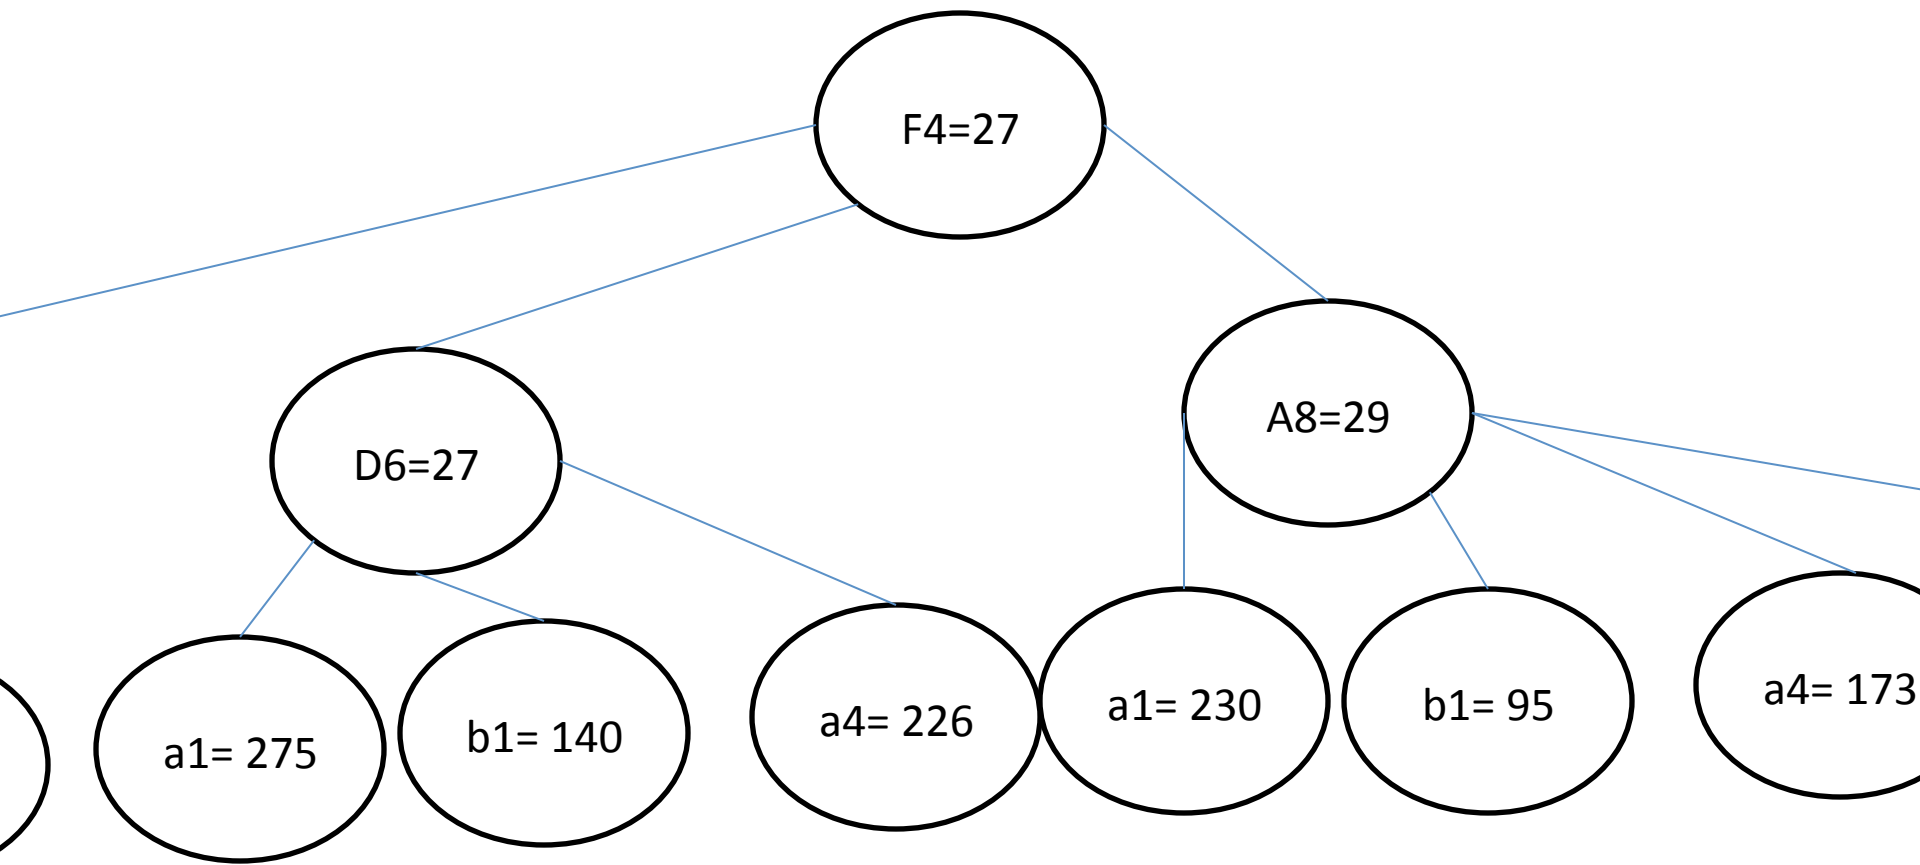 F4=27
D6=27
A8=29
a1= 275
b1= 140
a4= 226
a1= 230
b1= 95
a4= 173